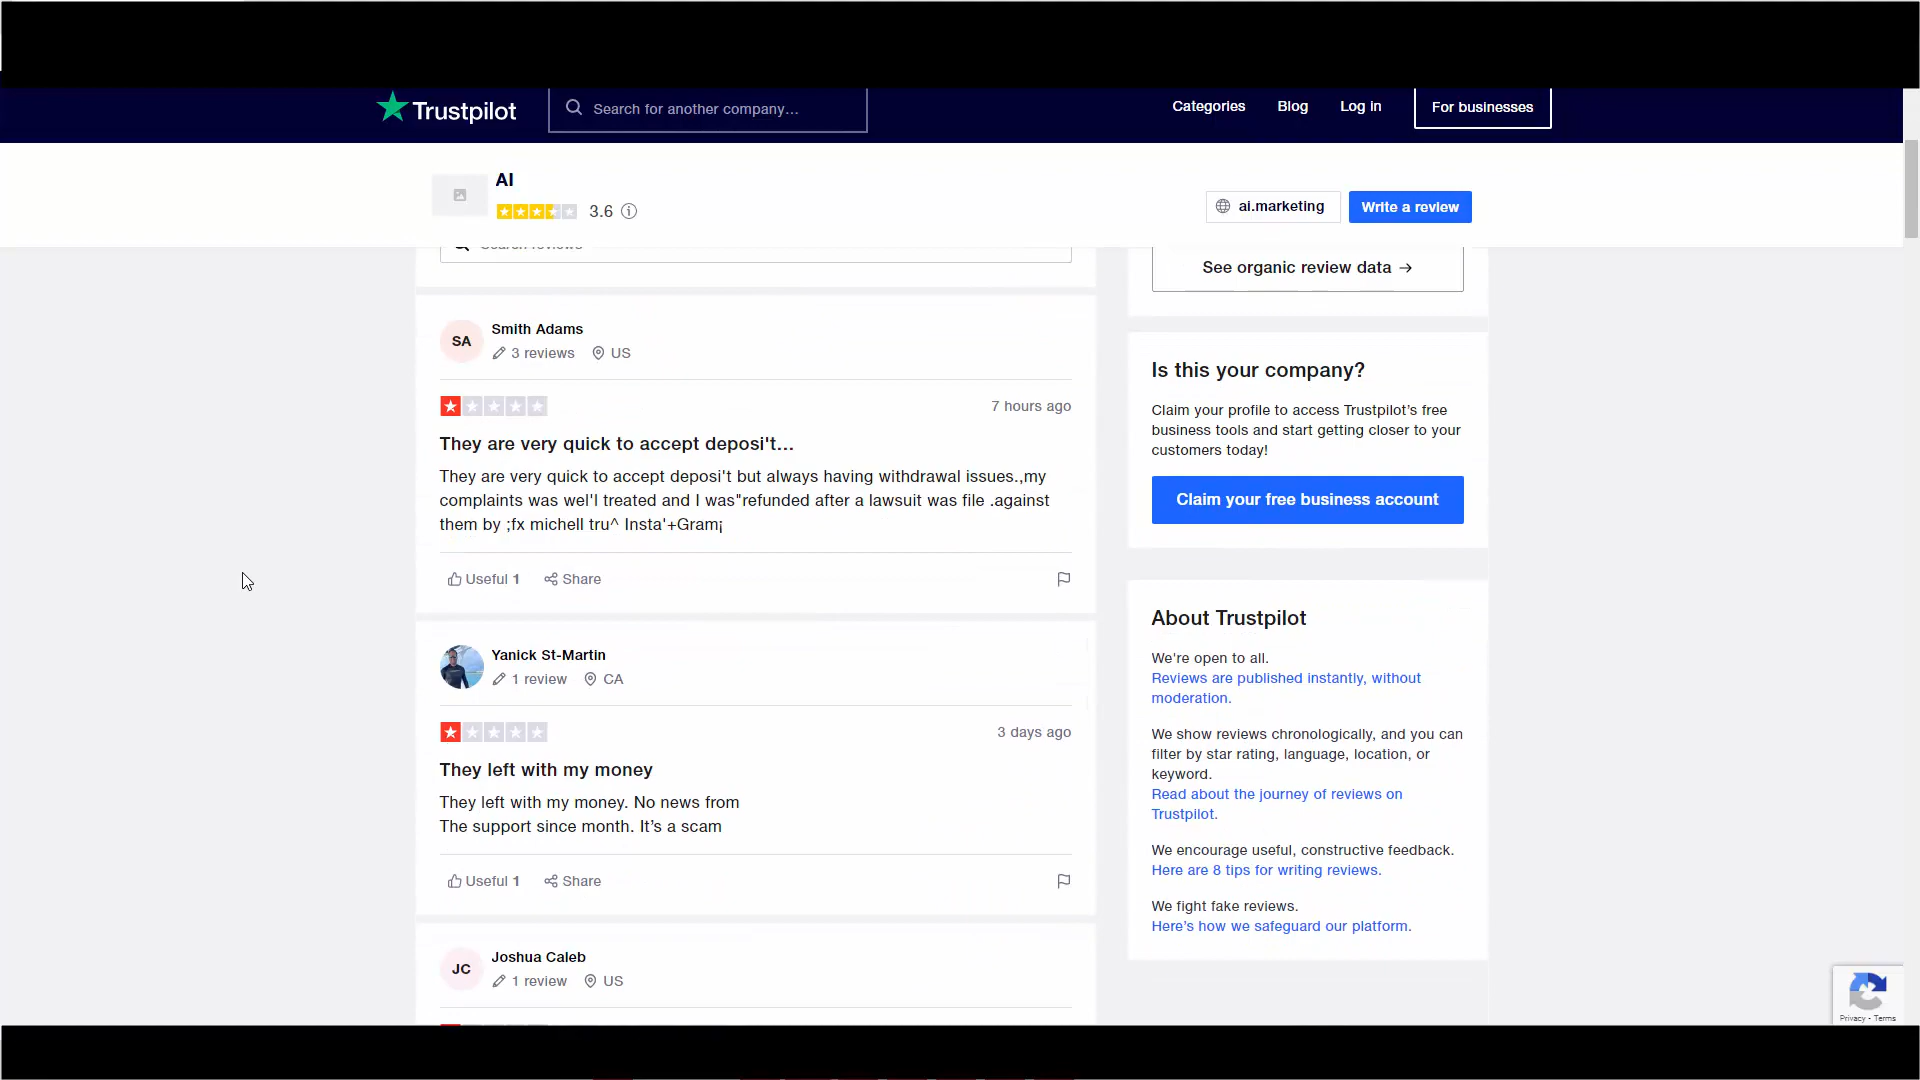 Trustpilot
Search for another company...
Categories
Blog
Log in
For businesses
AI
3.6
ai.marketing
Write a review
Search reviews
See organic review data →
SA
Smith Adams
3 reviews
US
7 hours ago
They are very quick to accept deposi't...
They are very quick to accept deposi't but always having withdrawal issues.,my
complaints was wel'l treated and I was"refunded after a lawsuit was file .against
them by ;fx michell tru^ Insta'+Gram¡
Useful 1
Share
Yanick St-Martin
1 review
CA
3 days ago
They left with my money
They left with my money. No news from
The support since month. It’s a scam
Useful 1
Share
JC
Joshua Caleb
1 review
US
Is this your company?
Claim your profile to access Trustpilot’s free
business tools and start getting closer to your
customers today!
Claim your free business account
About Trustpilot
We're open to all.
Reviews are published instantly, without
moderation.
We show reviews chronologically, and you can
filter by star rating, language, location, or
keyword.
Read about the journey of reviews on
Trustpilot.
We encourage useful, constructive feedback.
Here are 8 tips for writing reviews.
We fight fake reviews.
Here’s how we safeguard our platform.
Privacy - Terms